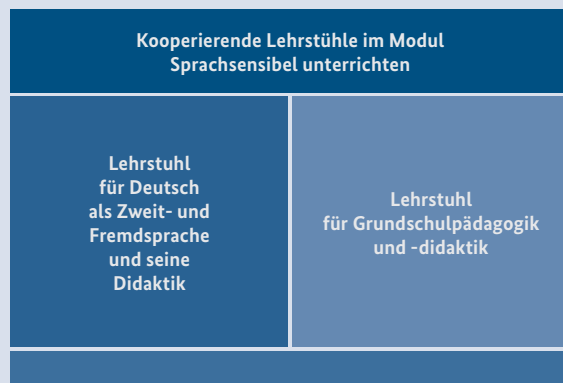 Kooperierende Lehrstühle im Modul
Sprachsensibel unterrichten
Lehrstuhl
für Deutsch
als Zweit- und
Fremdsprache
und seine
Didaktik
Lehrstuhl
für Grundschulpädagogik
und -didaktik